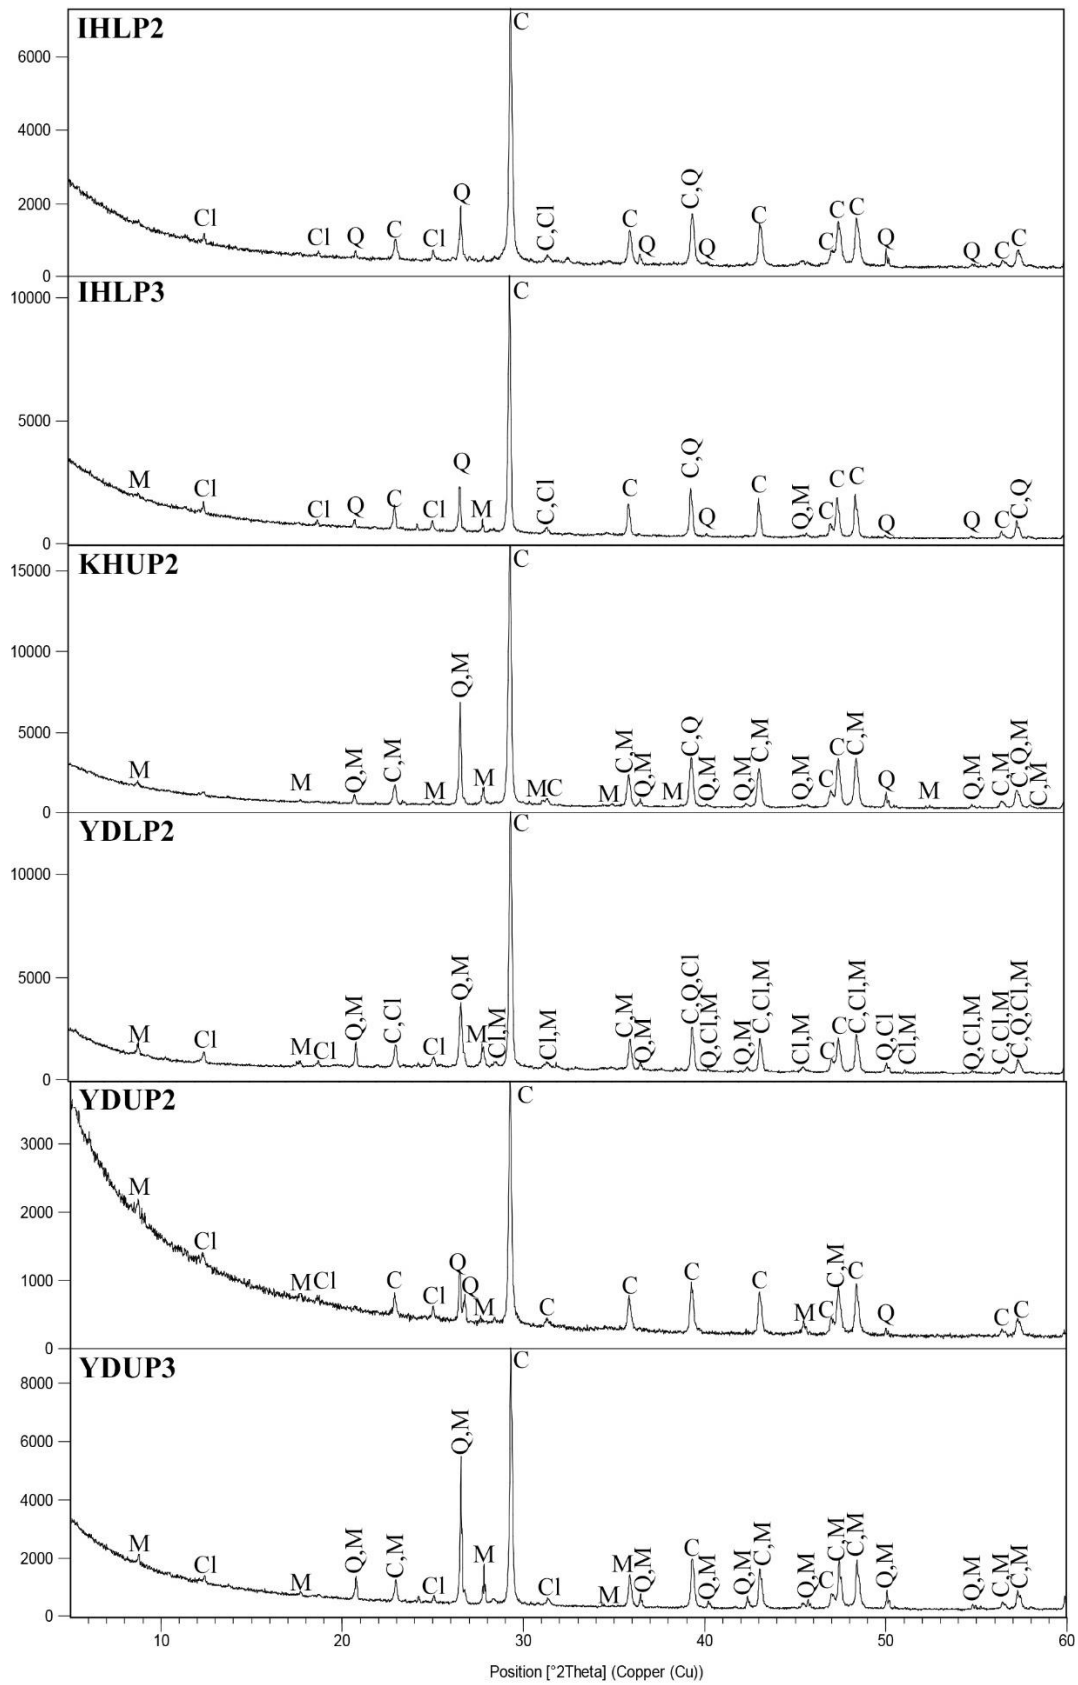 IHLP2
C
6000
4000
2000
0
Cl
Cl
Q
C
Cl
Q
C,Cl
C
Q
C,Q
Q
C
C
C
C
Q
Q
C
C
IHLP3
C
10000
5000
0
M
Cl
Cl
Q
C
Cl
Q
M
C,Cl
C
C,Q
Q
C
Q,M
C
C
C
Q
Q
C
C,Q
KHUP2
C
15000
10000
5000
0
M
Cl
M
Q,M
C,M
M
Q,M
M
M
C
M
C,M
Q,M
M
C,Q
Q,M
Q,M
C,M
Q,M
C
C
C,M
Q
M
Q,M
C,M
C,Q,M
C,M
YDLP2
C
10000
5000
0
M
Cl
M
Cl
Q,M
C,Cl
Cl
Q,M
M
Cl,M
Cl,M
C,M
Q,M
C,Q,Cl
Q,Cl,M
Q,M
C,Cl,M
Cl,M
C
C
C,Cl,M
Q,Cl
Cl,M
Q,Cl,M
C,Cl,M
C,Q,Cl,M
YDUP2
C
3000
2000
1000
0
M
Cl
M
Cl
C
Cl
Q
Q
M
C
C
C
C
M
C
C,M
C
Q
C
C
YDUP3
C
8000
6000
4000
2000
0
M
Cl
M
Q,M
C,M
Cl
Q,M
M
Cl
M
M
Q,M
C
Q,M
Q,M
C,M
Q,M
C
C,M
C,M
Q,M
Q,M
C,M
C,M
10
20
30
40
50
60
Position [°2Theta] (Copper (Cu))